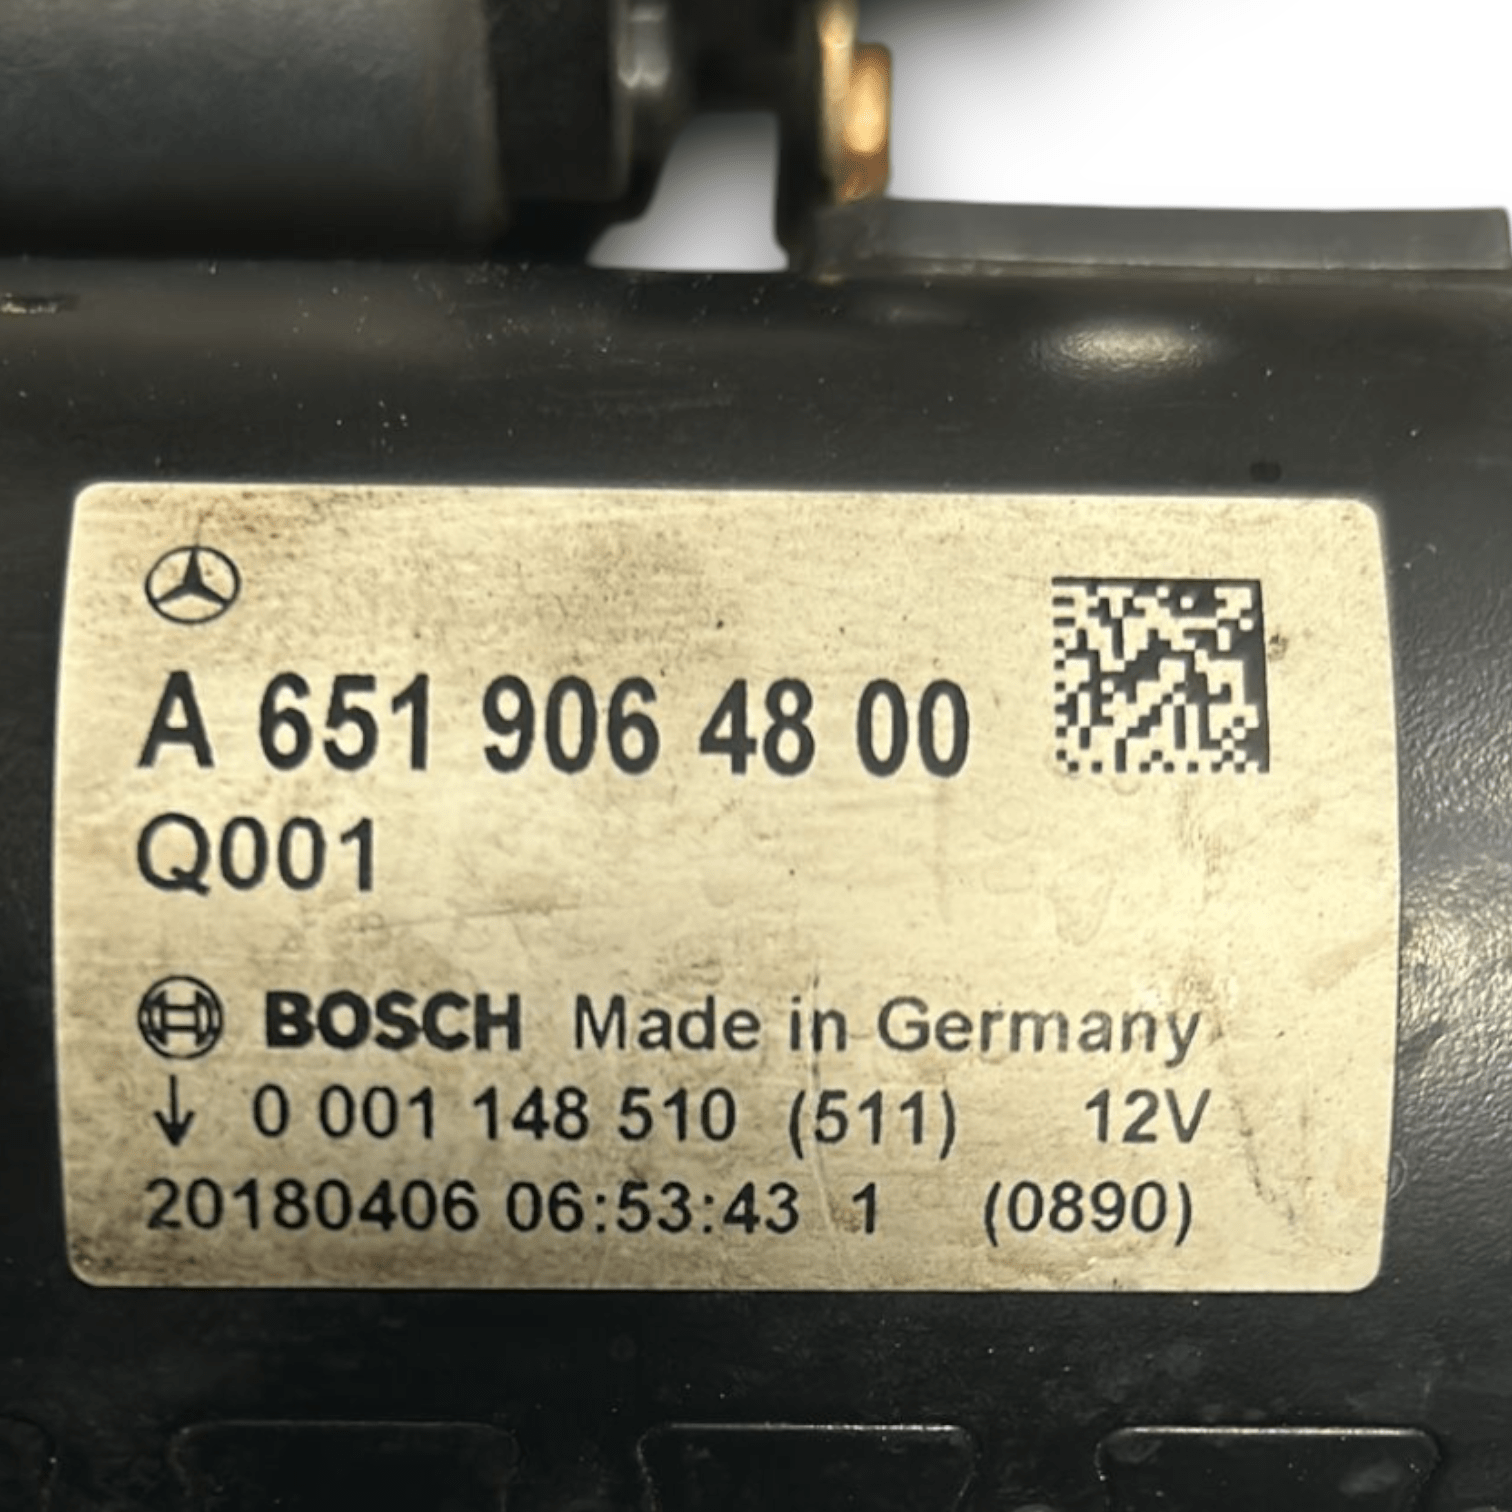 A 651 906 48 00
Q001
BOSCH Made in Germany
↓ 0 001 148 510 (511) 12V
20180406 06:53:43 1 (0890)